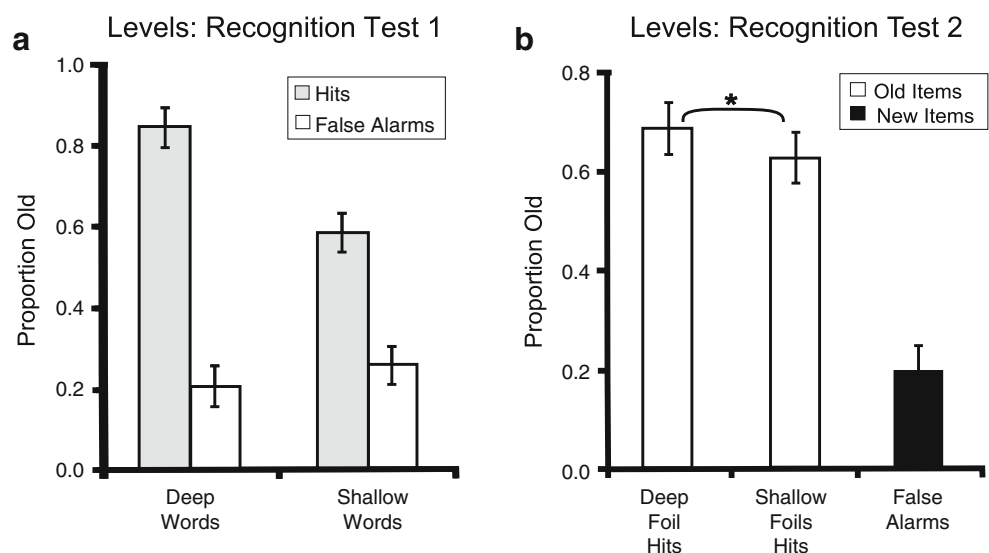 a
Levels: Recognition Test 1
Hits
False Alarms
Proportion Old
1.0
0.8
0.6
0.4
0.2
0.0
Deep
Words
Shallow
Words
b
Levels: Recognition Test 2
Old Items
New Items
*
Proportion Old
0.8
0.6
0.4
0.2
0.0
Deep
Foil
Hits
Shallow
Foils
Hits
False
Alarms